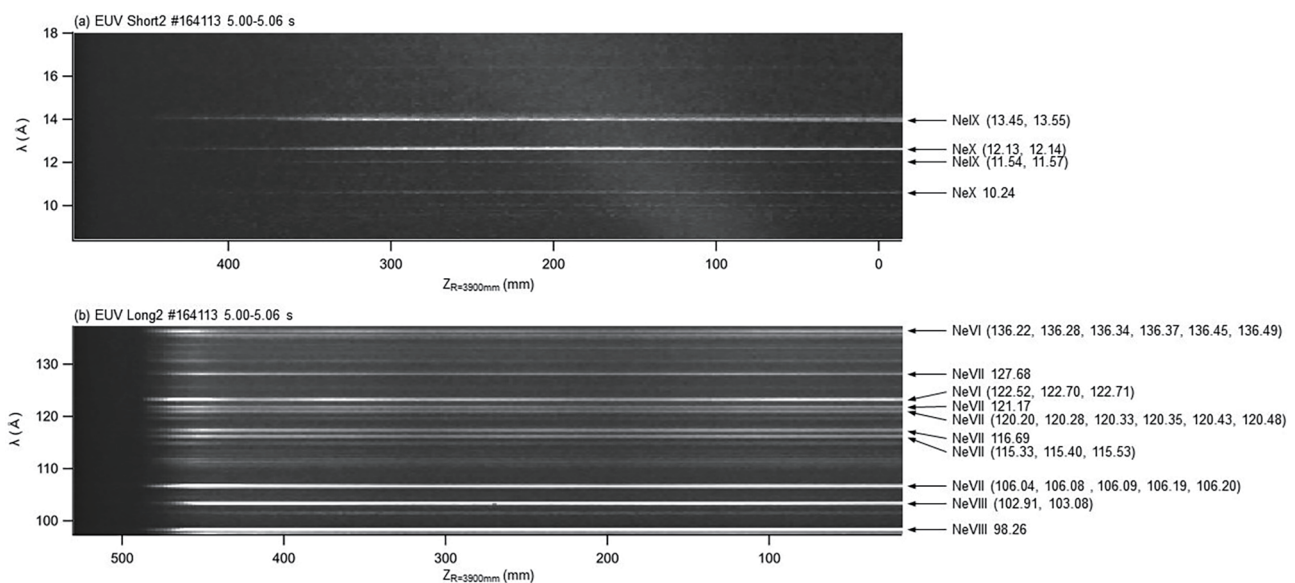 (a) EUV Short2 #164113 5.00-5.06 s
18
16
14
12
10
λ (Å)
400
300
200
100
0
Z_R=3900mm (mm)
NeIX (13.45, 13.55)
NeX (12.13, 12.14)
NeIX (11.54, 11.57)
NeX 10.24
(b) EUV Long2 #164113 5.00-5.06 s
130
120
110
100
λ (Å)
500
400
300
200
100
Z_R=3900mm (mm)
NeVI (136.22, 136.28, 136.34, 136.37, 136.45, 136.49)
NeVII 127.68
NeVI (122.52, 122.70, 122.71)
NeVII 121.17
NeVII (120.20, 120.28, 120.33, 120.35, 120.43, 120.48)
NeVII 116.69
NeVII (115.33, 115.40, 115.53)
NeVII (106.04, 106.08 , 106.09, 106.19, 106.20)
NeVIII (102.91, 103.08)
NeVIII 98.26